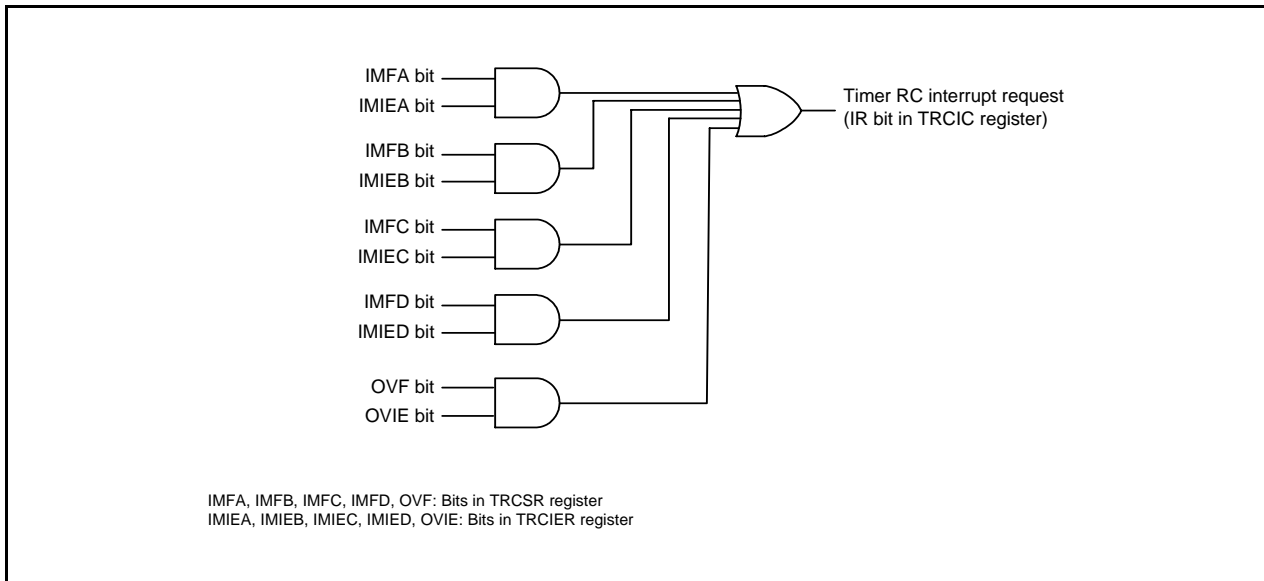 IMFA bit
IMIEA bit
IMFB bit
IMIEB bit
IMFC bit
IMIEC bit
IMFD bit
IMIED bit
OVF bit
OVIE bit
Timer RC interrupt request
(IR bit in TRCIC register)
IMFA, IMFB, IMFC, IMFD, OVF: Bits in TRCSR register
IMIEA, IMIEB, IMIEC, IMIED, OVIE: Bits in TRCIER register